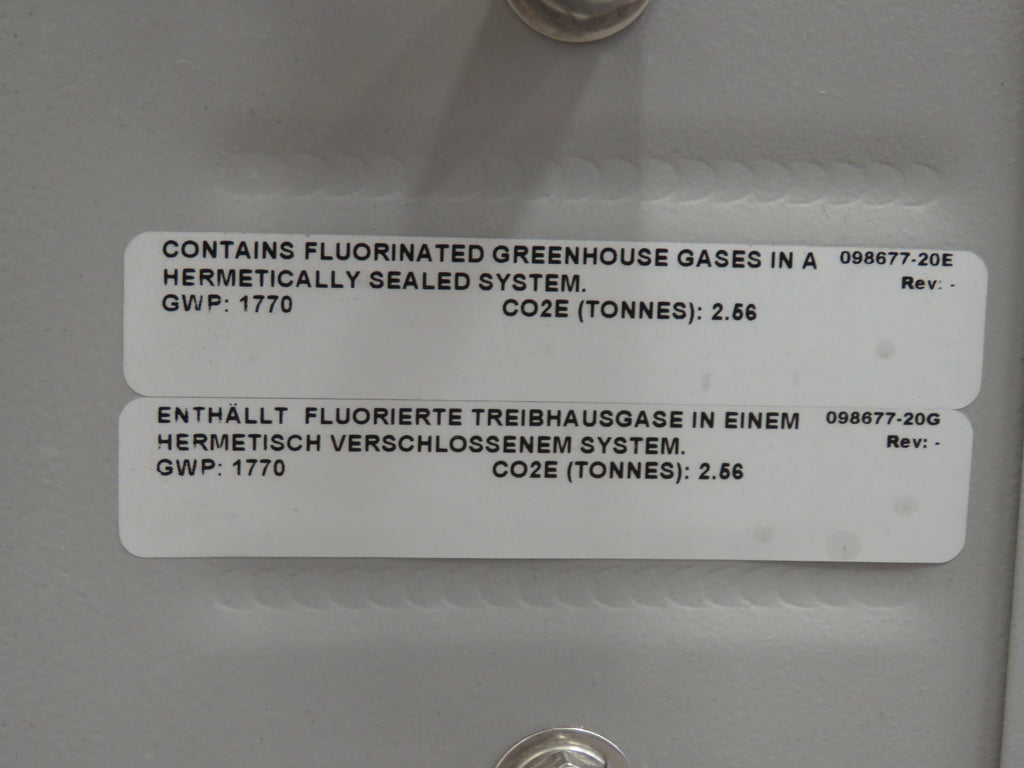 CONTAINS FLUORINATED GREENHOUSE GASES IN A 098677-20E
HERMETICALLY SEALED SYSTEM. Rev: -
GWP: 1770 CO2E (TONNES): 2.56
ENTHÄLLT FLUORIERTE TREIBHAUSGASE IN EINEM 098677-20G
HERMETISCH VERSCHLOSSENEM SYSTEM. Rev: -
GWP: 1770 CO2E (TONNES): 2.56